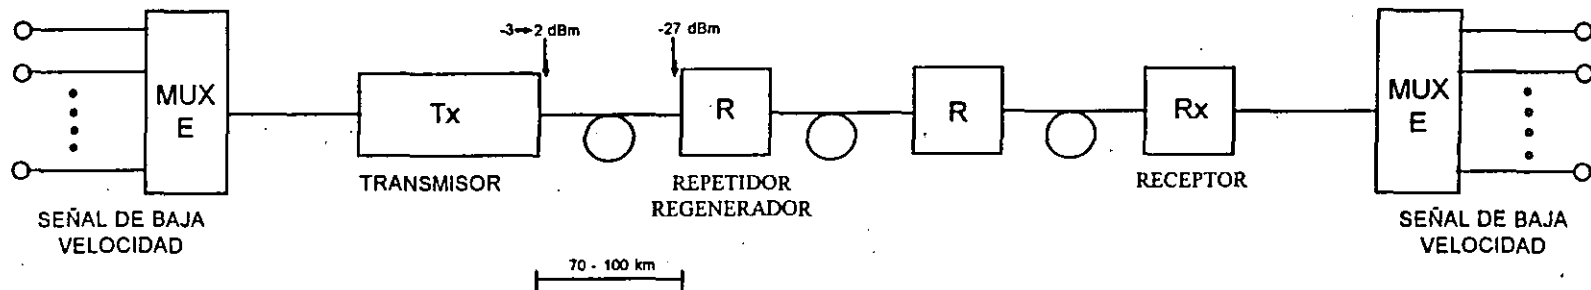 -3↔2 dBm
-27 dBm
MUX
E
Tx
R
R
Rx
MUX
E
TRANSMISOR
REPETIDOR
REGENERADOR
RECEPTOR
SEÑAL DE BAJA
VELOCIDAD
SEÑAL DE BAJA
VELOCIDAD
70 - 100 km